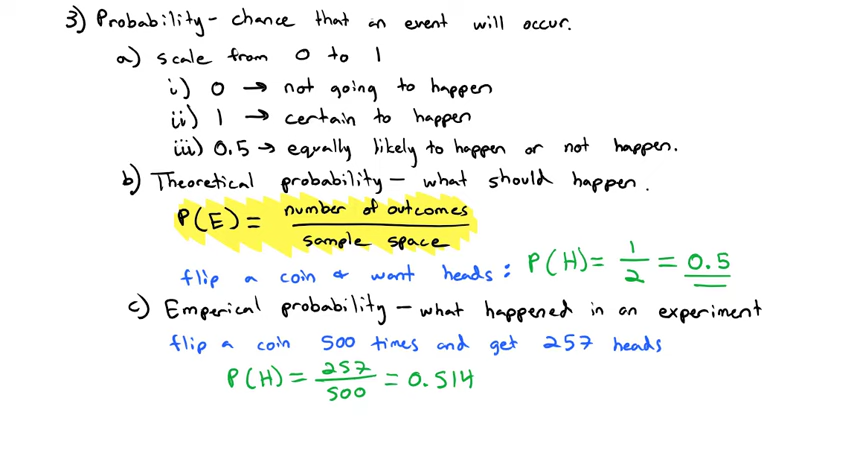 3) Probability - chance that an event will occur.
a) scale from 0 to 1
i) 0 → not going to happen
ii) 1 → certain to happen
iii) 0.5 → equally likely to happen or not happen.
b) Theoretical probability - what should happen.
P(E) = number of outcomes / sample space
flip a coin & want heads: P(H) = 1/2 = 0.5
c) Emperical probability - what happened in an experiment
flip a coin 500 times and get 257 heads
P(H) = 257/500 = 0.514